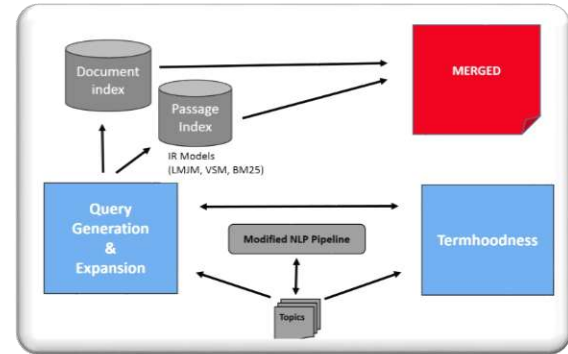 Document
index
MERGED
Passage
Index
IR Models
(LMJM, VSM, BM25)
Query
Generation
&
Expansion
Modified NLP Pipeline
Termhoodness
Topics